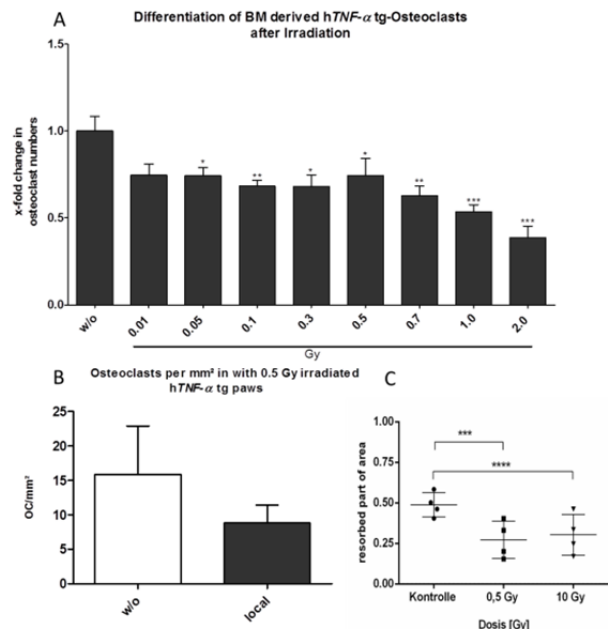 A
Differentiation of BM derived hTNF-α tg-Osteoclasts
after Irradiation
x-fold change in
osteoclast numbers
1.5
1.0
0.5
0.0
* ** * * ** *** ***
w/o 0.01 0.05 0.1 0.3 0.5 0.7 1.0 2.0
Gy
B
Osteoclasts per mm² in with 0.5 Gy irradiated
hTNF-α tg paws
OC/mm²
25
20
15
10
5
0
w/o local
C
resorbed part of area
1.00
0.75
0.50
0.25
0.00
***
****
Kontrolle 0,5 Gy 10 Gy
Dosis [Gy]